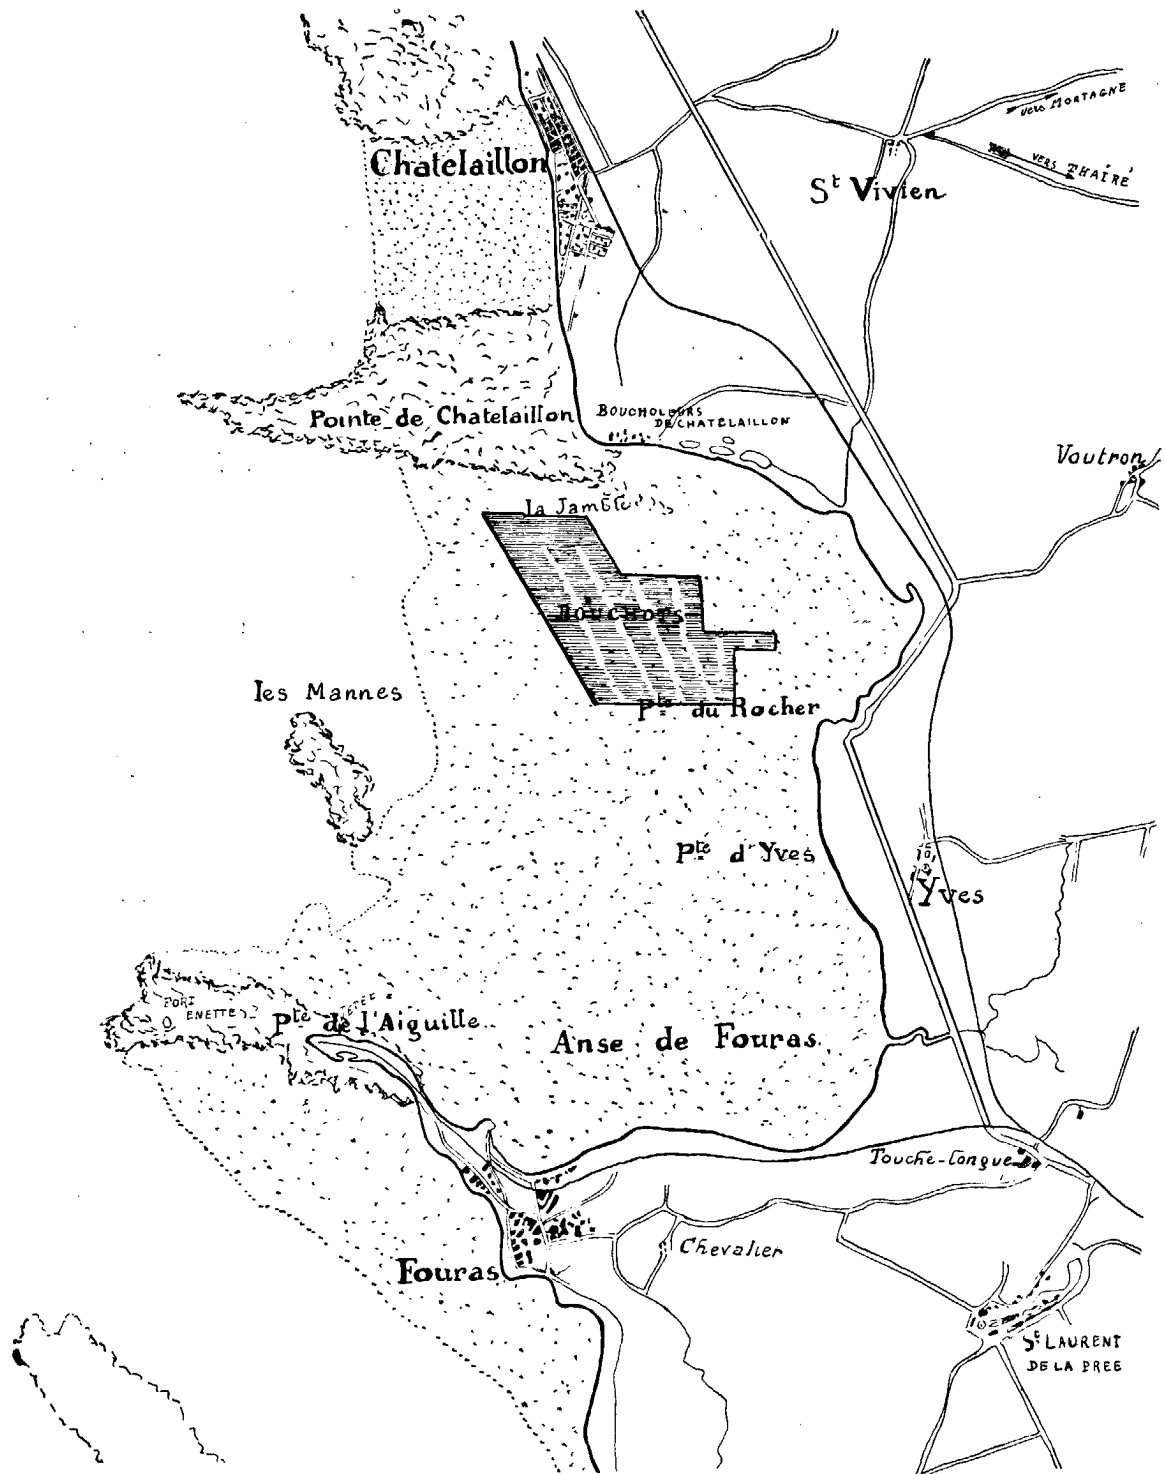 vers MORTAGNE
Chatelaillon
VERS THAIRÉ
St Vivien
Pointe de Chatelaillon
BOUCHOLEURS
DE CHATELAILLON
Voutron
la Jamble
BOUCHOTS
les Mannes
Pte du Rocher
Pte d'Yves
Yves
FORT
ENETTE
Pte de l'Aiguille
Anse de Fouras
Touche-Longue
Chevalier
Fouras
St LAURENT
DE LA PREE